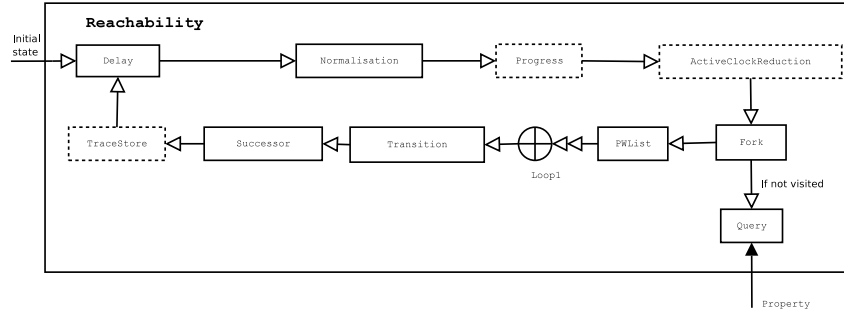 Reachability
Initial
state
Delay
Normalisation
Progress
ActiveClockReduction
TraceStore
Successor
Transition
Loop1
PWList
Fork
If not visited
Query
Property